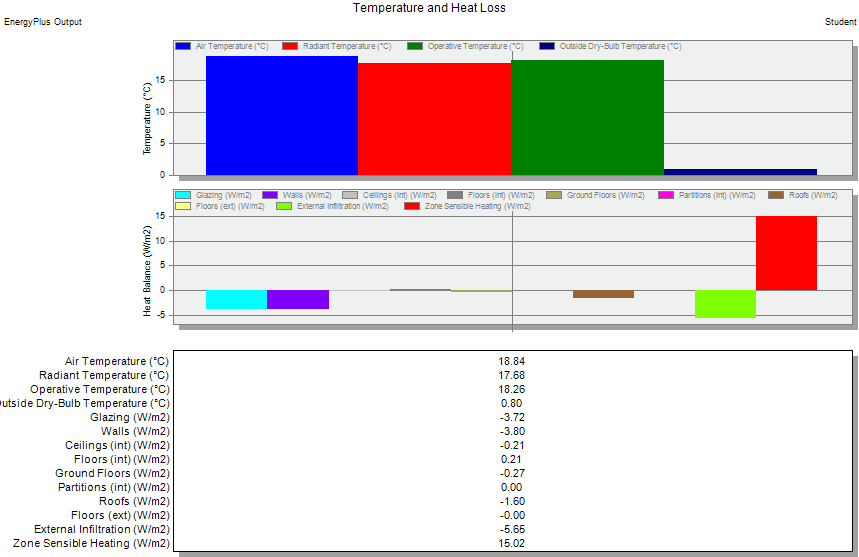 Temperature and Heat Loss
EnergyPlus Output
Student
Air Temperature (°C) Radiant Temperature (°C) Operative Temperature (°C) Outside Dry-Bulb Temperature (°C)
Temperature (°C)
15
10
5
0
Glazing (W/m2) Walls (W/m2) Ceilings (int) (W/m2) Floors (int) (W/m2) Ground Floors (W/m2) Partitions (int) (W/m2) Roofs (W/m2)
Floors (ext) (W/m2) External Infiltration (W/m2) Zone Sensible Heating (W/m2)
Heat Balance (W/m2)
15
10
5
0
-5
Air Temperature (°C) 18.84
Radiant Temperature (°C) 17.68
Operative Temperature (°C) 18.26
utside Dry-Bulb Temperature (°C) 0.80
Glazing (W/m2) -3.72
Walls (W/m2) -3.80
Ceilings (int) (W/m2) -0.21
Floors (int) (W/m2) 0.21
Ground Floors (W/m2) -0.27
Partitions (int) (W/m2) 0.00
Roofs (W/m2) -1.60
Floors (ext) (W/m2) -0.00
External Infiltration (W/m2) -5.65
Zone Sensible Heating (W/m2) 15.02